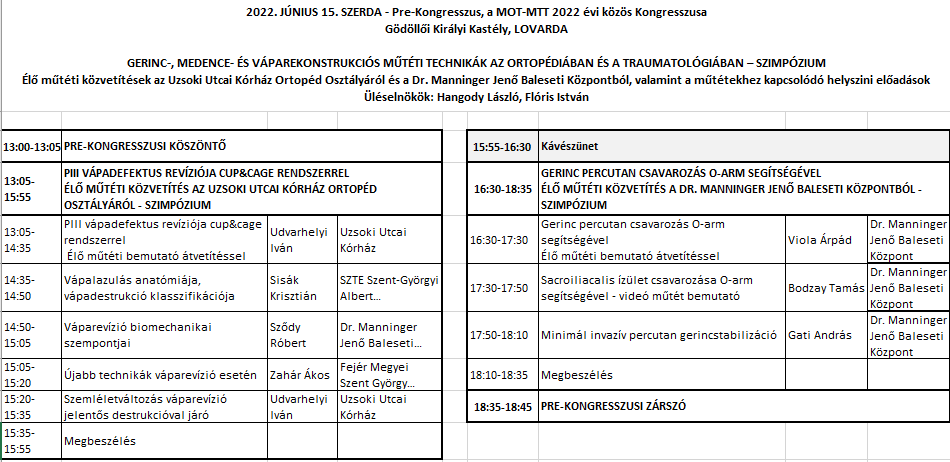 2022. JÚNIUS 15. SZERDA - Pre-Kongresszus, a MOT-MTT 2022 évi közös Kongresszusa
Gödöllői Királyi Kastély, LOVARDA
GERINC-, MEDENCE- ÉS VÁPAREKONSTRUKCIÓS MŰTÉTI TECHNIKÁK AZ ORTOPÉDIÁBAN ÉS A TRAUMATOLÓGIÁBAN – SZIMPÓZIUM
Élő műtéti közvetítések az Uzsoki Utcai Kórház Ortopéd Osztályáról és a Dr. Manninger Jenő Baleseti Központból, valamint a műtétekhez kapcsolódó helyszini előadások
Üléselnökök: Hangody László, Flóris István
13:00-13:05 PRE-KONGRESSZUSI KÖSZÖNTŐ
13:05-
15:55
PIII VÁPADEFEKTUS REVÍZIÓJA CUP&CAGE RENDSZERREL
ÉLŐ MŰTÉTI KÖZVETÍTÉS AZ UZSOKI UTCAI KÓRHÁZ ORTOPÉD
OSZTÁLYÁRÓL - SZIMPÓZIUM
13:05-
14:35
PIII vápadefektus revíziója cup&cage
rendszerrel
Élő műtéti bemutató átvetítéssel
Udvarhelyi
Iván
Uzsoki Utcai
Kórház
14:35-
14:50
Vápalazulás anatómiája,
vápadestrukció klasszifikációja
Sisák
Krisztián
SZTE Szent-Györgyi
Albert...
14:50-
15:05
Váparevízió biomechanikai
szempontjai
Sződy
Róbert
Dr. Manninger
Jenő Baleseti...
15:05-
15:20
Újabb technikák váparevízió esetén
Zahár Ákos
Fejér Megyei
Szent György...
15:20-
15:35
Szemléletváltozás váparevízió
jelentős destrukcióval járó
Udvarhelyi
Iván
Uzsoki Utcai
Kórház
15:35-
15:55
Megbeszélés
15:55-16:30 Kávészünet
16:30-18:35
GERINC PERCUTAN CSAVAROZÁS O-ARM SEGÍTSÉGÉVEL
ÉLŐ MŰTÉTI KÖZVETÍTÉS A DR. MANNINGER JENŐ BALESETI KÖZPONTBÓL -
SZIMPÓZIUM
16:30-17:30
Gerinc percutan csavarozás O-arm
segítségével
Élő műtéti bemutató átvetítéssel
Viola Árpád
Dr. Manninger
Jenő Baleseti
Központ
17:30-17:50
Sacroiliacalis ízület csavarozása O-arm
segítségével - videó műtét bemutató
Bodzay Tamás
Dr. Manninger
Jenő Baleseti
Központ
17:50-18:10
Minimál invazív percutan gerincstabilizáció
Gati András
Dr. Manninger
Jenő Baleseti
Központ
18:10-18:35 Megbeszélés
18:35-18:45 PRE-KONGRESSZUSI ZÁRSZÓ